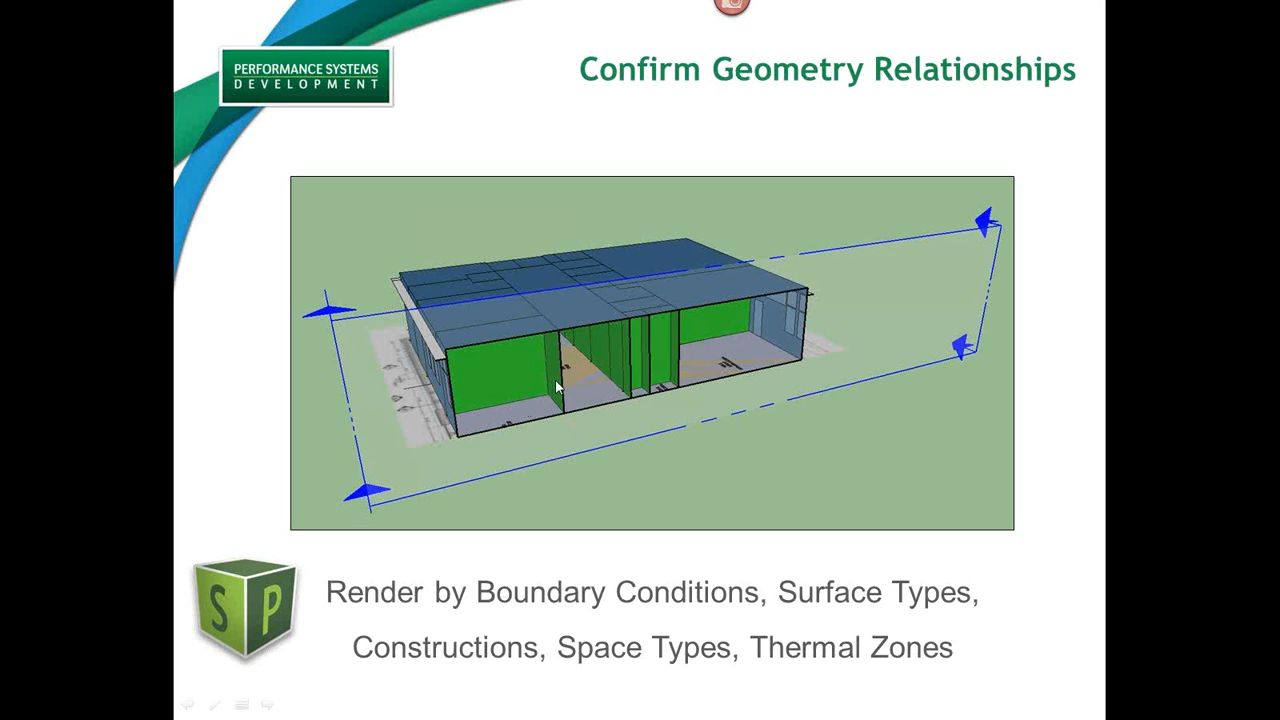 PERFORMANCE SYSTEMS
DEVELOPMENT
Confirm Geometry Relationships
S P
Render by Boundary Conditions, Surface Types,
Constructions, Space Types, Thermal Zones